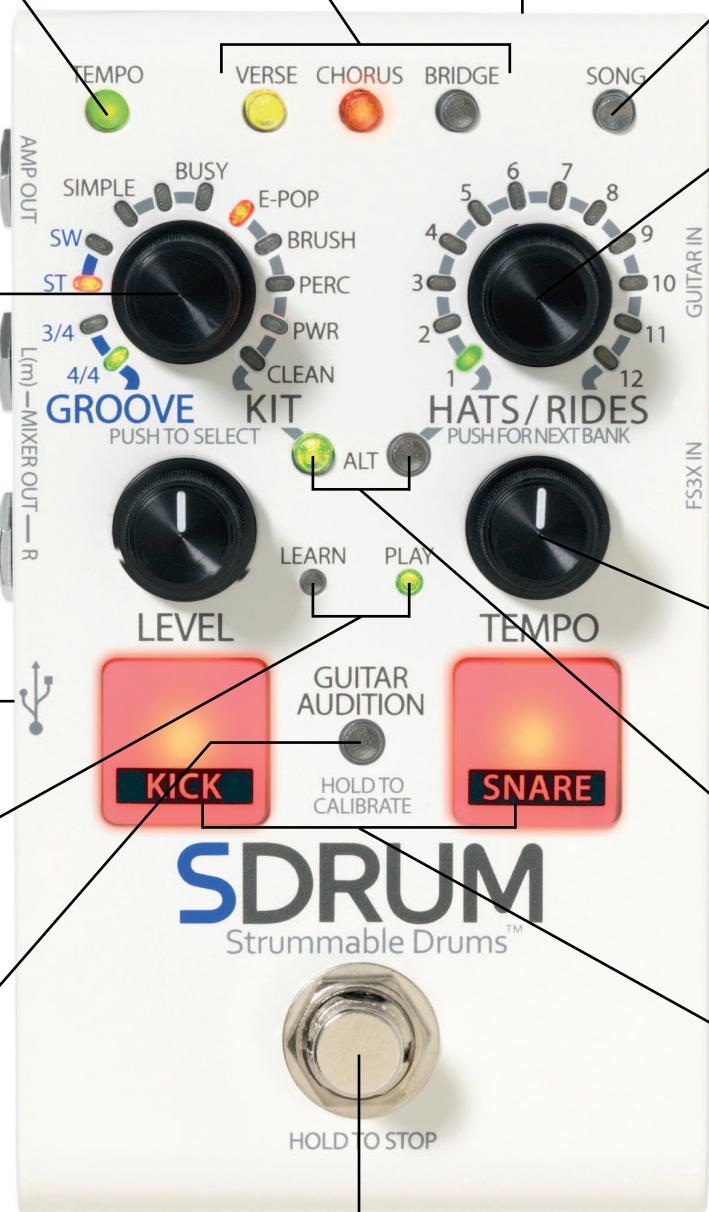 TEMPO
VERSE CHORUS BRIDGE
SONG
AMP OUT
L(m) — MIXER OUT — R
GUITAR IN
FS3X IN
BUSY
SIMPLE
SW
ST
3/4
4/4
E-POP
BRUSH
PERC
PWR
CLEAN
GROOVE KIT
PUSH TO SELECT
1
2
3
4
5
6
7
8
9
10
11
12
HATS / RIDES
PUSH FOR NEXT BANK
ALT
LEARN PLAY
LEVEL
TEMPO
GUITAR
AUDITION
HOLD TO
CALIBRATE
KICK
SNARE
SDRUM
Strummable Drums™
HOLD TO STOP